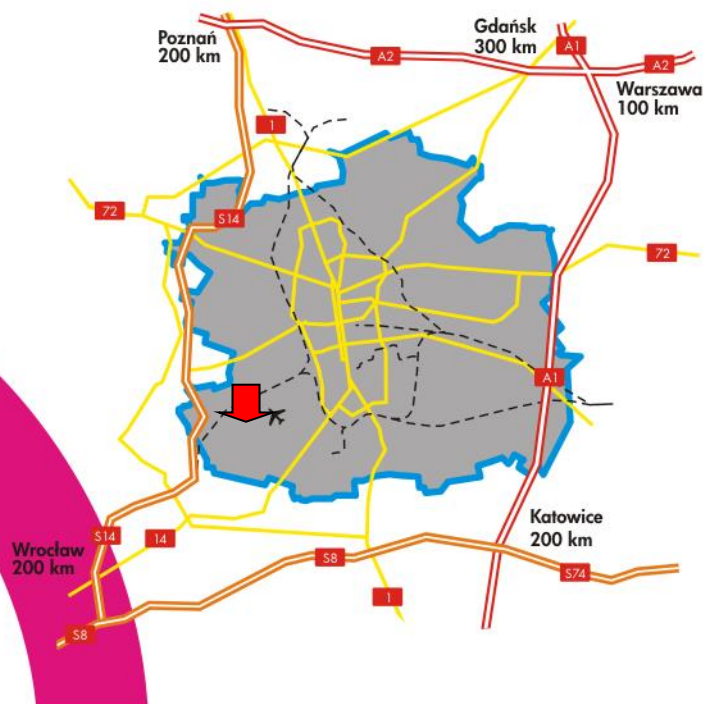 Poznań
200 km
Gdańsk
300 km
A1
A2
A2
Warszawa
100 km
1
72
S14
72
A1
Katowice
200 km
S14
14
Wrocław
200 km
S8
S74
1
S8